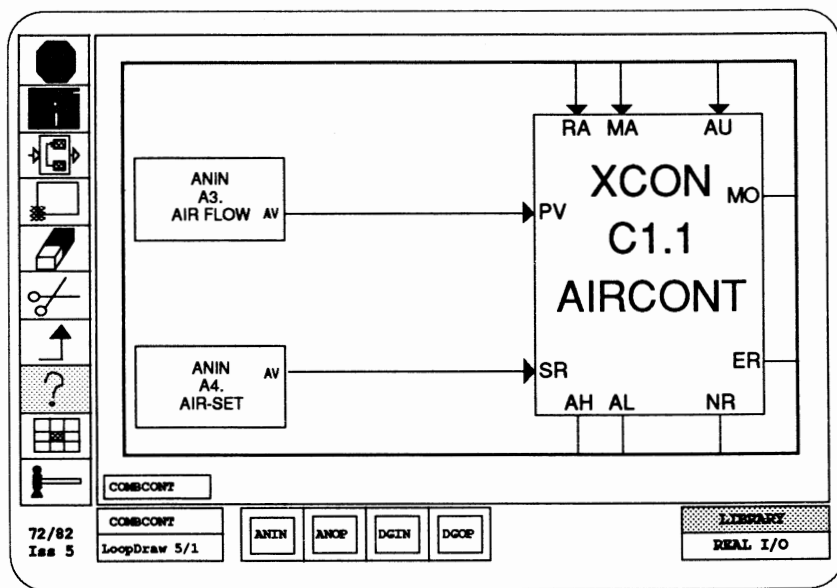 RA MA AU
ANIN
A3.
AIR FLOW AV
XCON
C1.1
AIRCONT
PV
MO
ANIN AV
A4.
AIR-SET
SR
ER
AH AL NR
COMBCONT
72/82
Iss 5
COMBCONT
LoopDraw 5/1
ANIN ANOP DGIN DGOP
LIBRARY
REAL I/O